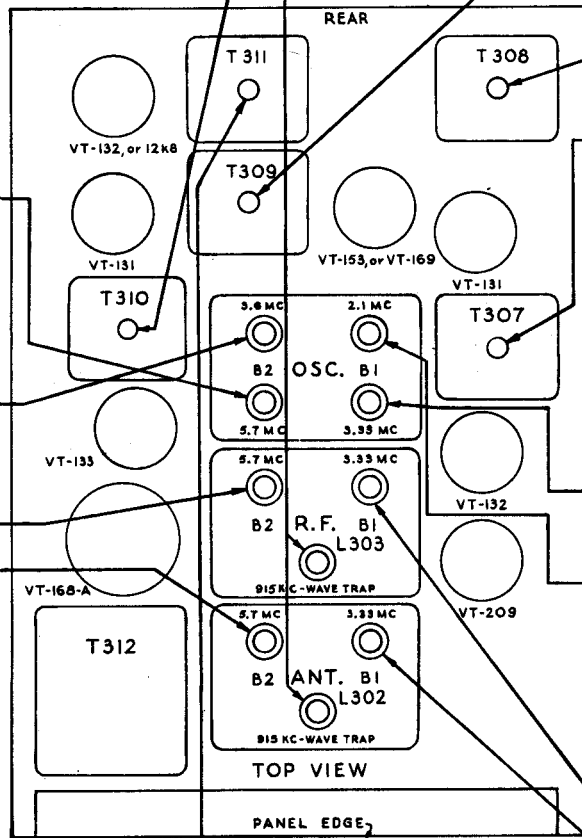 REAR
T311
T308
VT-132, or 12K8
T309
VT-131
VT-153, or VT-169
VT-131
T310
T307
3.6 MC
2.1 MC
B2 OSC. B1
5.7 MC
3.35 MC
VT-133
5.7 MC
3.33 MC
VT-132
B2 R.F. B1
L303
915 KC-WAVE TRAP
VT-168-A
VT-209
5.7 MC
3.33 MC
T312
B2 ANT. B1
L302
915 KC-WAVE TRAP
TOP VIEW
PANEL EDGE